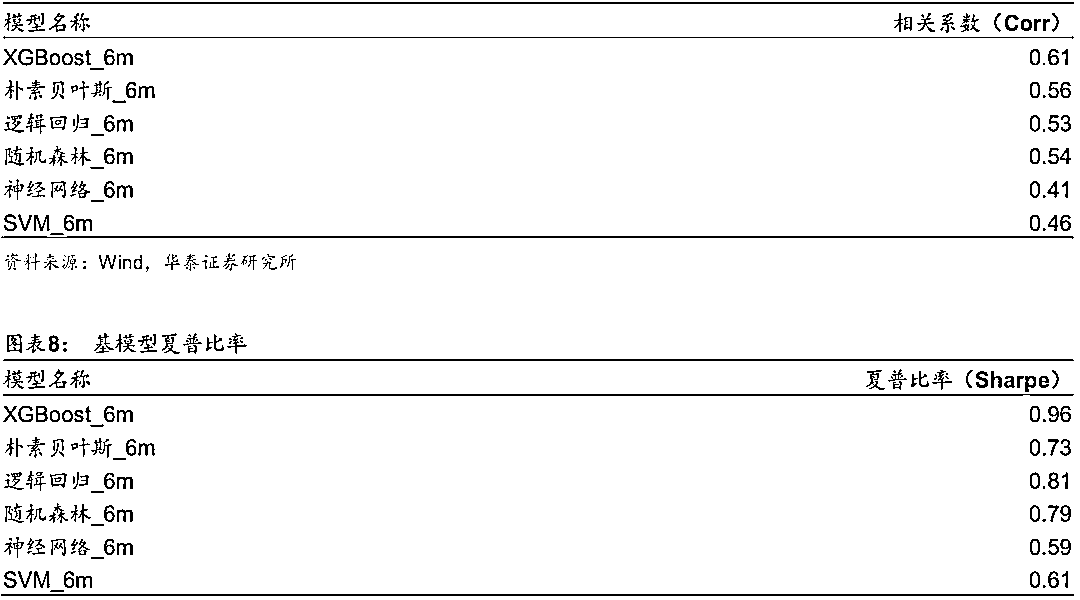 模型名称 相关系数（Corr）
XGBoost_6m 0.61
朴素贝叶斯_6m 0.56
逻辑回归_6m 0.53
随机森林_6m 0.54
神经网络_6m 0.41
SVM_6m 0.46
资料来源：Wind，华泰证券研究所
图表8： 基模型夏普比率
模型名称 夏普比率（Sharpe）
XGBoost_6m 0.96
朴素贝叶斯_6m 0.73
逻辑回归_6m 0.81
随机森林_6m 0.79
神经网络_6m 0.59
SVM_6m 0.61